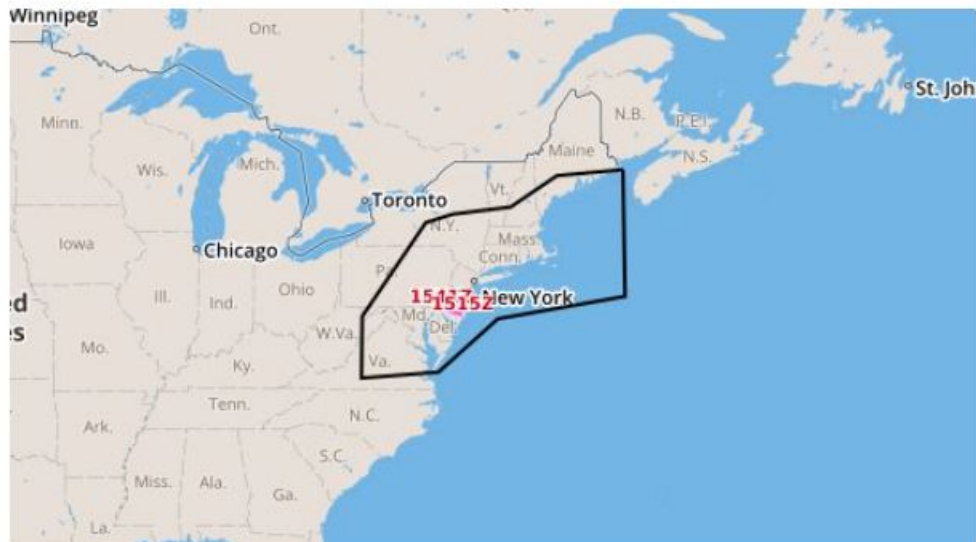 Winnipeg
Ont.
St. Joh
Minn.
N.B.
P.E.I.
Maine
N.S.
Wis.
Mich.
Vt.
Toronto
N.Y.
Mass.
Conn.
Iowa
Chicago
Pa.
New York
15152
Ill.
Ind.
Ohio
Md.
Del.
ed
es
W.Va.
Mo.
Va.
Ky.
Tenn.
N.C.
Ark.
S.C.
Miss.
Ala.
Ga.
La.